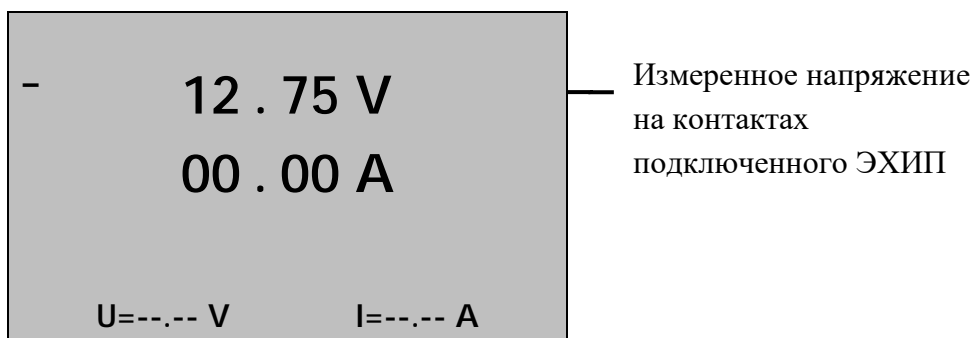 – 12 . 75 V
00 . 00 A
U=--.-- V I=--.-- A
Измеренное напряжение
на контактах
подключенного ЭХИП